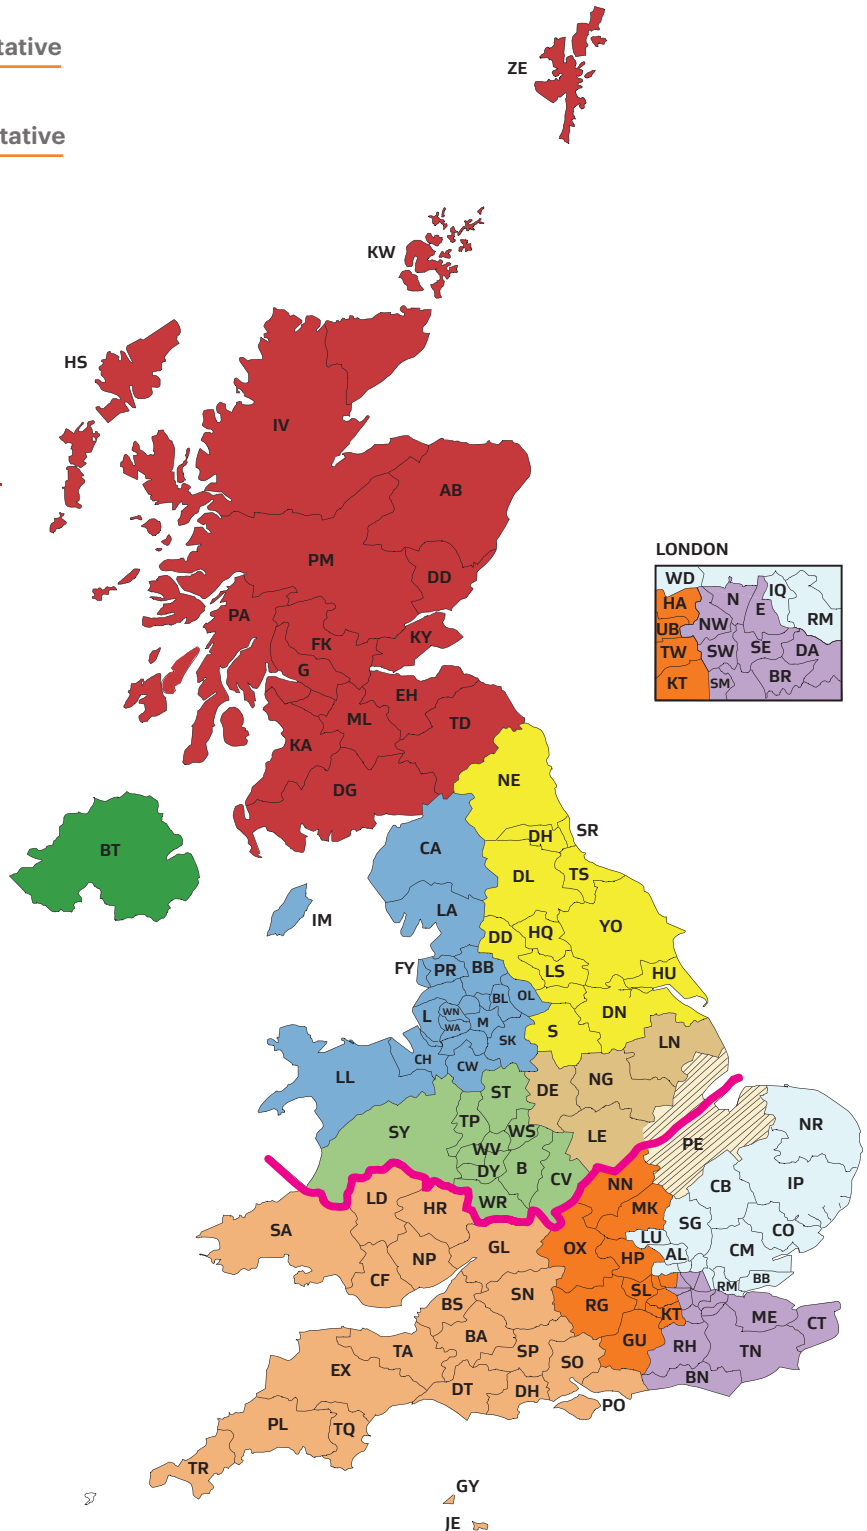 tative
tative
ZE
KW
HS
IV
AB
PM
DD
PA
FK
KY
G
EH
ML
TD
KA
DG
LONDON
WD
IQ
HA
N
E
RM
UB
NW
TW
SW
SE
DA
KT
SM
BR
NE
SR
DH
BT
CA
DL
TS
IM
LA
DD
HQ
YO
FY
PR
BB
LS
HU
BL
OL
L
WN
M
WA
SK
S
DN
LN
CH
CW
LL
DE
NG
ST
TP
WS
SY
LE
PE
NR
WV
DY
B
CV
NN
CB
IP
LD
HR
WR
MK
SG
CO
SA
GL
OX
LU
AL
CM
NP
HP
CF
SL
RM
BB
BS
SN
RG
KT
ME
CT
TA
BA
SP
SO
GU
RH
TN
EX
DT
DH
BN
PO
PL
TQ
TR
GY
JE